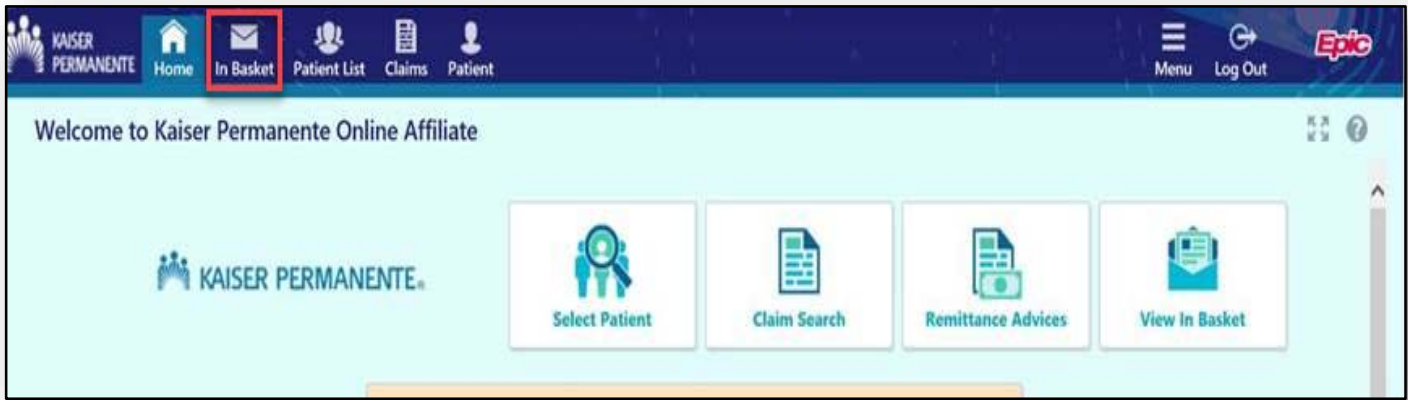 KAISER
PERMANENTE
Home
In Basket
Patient List
Claims
Patient
Menu
Log Out
Epic
Welcome to Kaiser Permanente Online Affiliate
?
KAISER PERMANENTE®
Select Patient
Claim Search
Remittance Advices
View In Basket